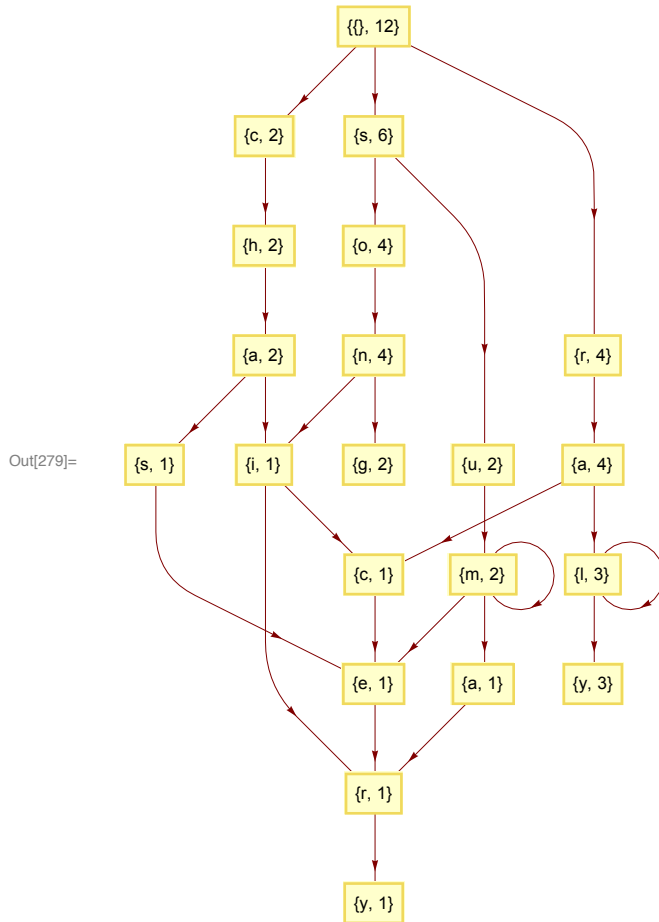 {{}, 12}
{c, 2} {s, 6}
{h, 2} {o, 4}
{a, 2} {n, 4} {r, 4}
Out[279]= {s, 1} {i, 1} {g, 2} {u, 2} {a, 4}
{c, 1} {m, 2} {l, 3}
{e, 1} {a, 1} {y, 3}
{r, 1}
{y, 1}